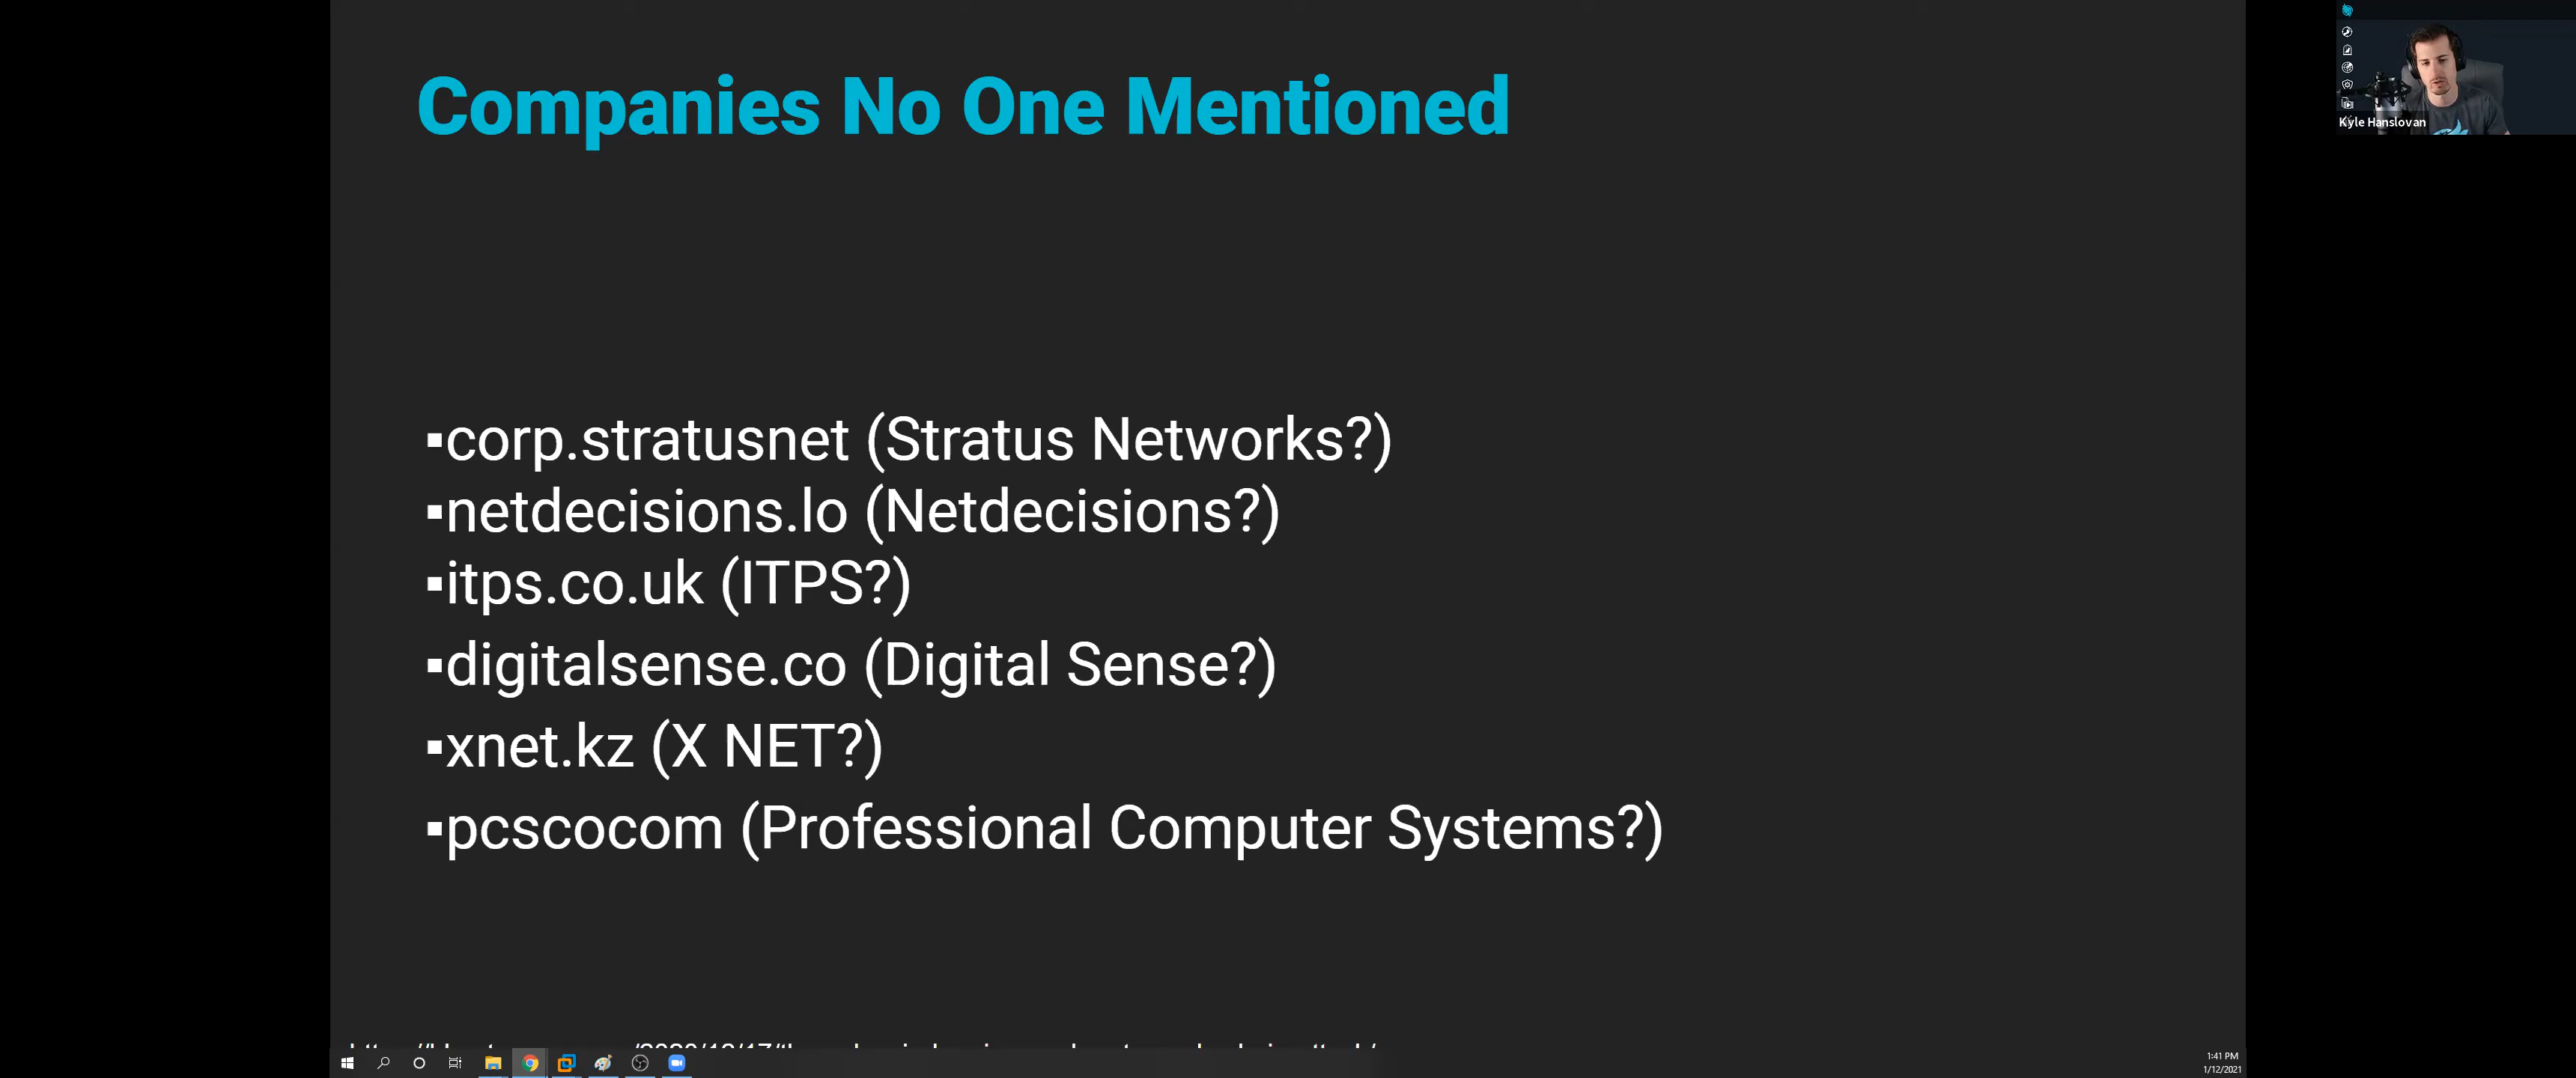 Companies No One Mentioned
Kyle Hanslovan
▪corp.stratusnet (Stratus Networks?)
▪netdecisions.lo (Netdecisions?)
▪itps.co.uk (ITPS?)
▪digitalsense.co (Digital Sense?)
▪xnet.kz (X NET?)
▪pcscocom (Professional Computer Systems?)
1:41 PM
1/12/2021